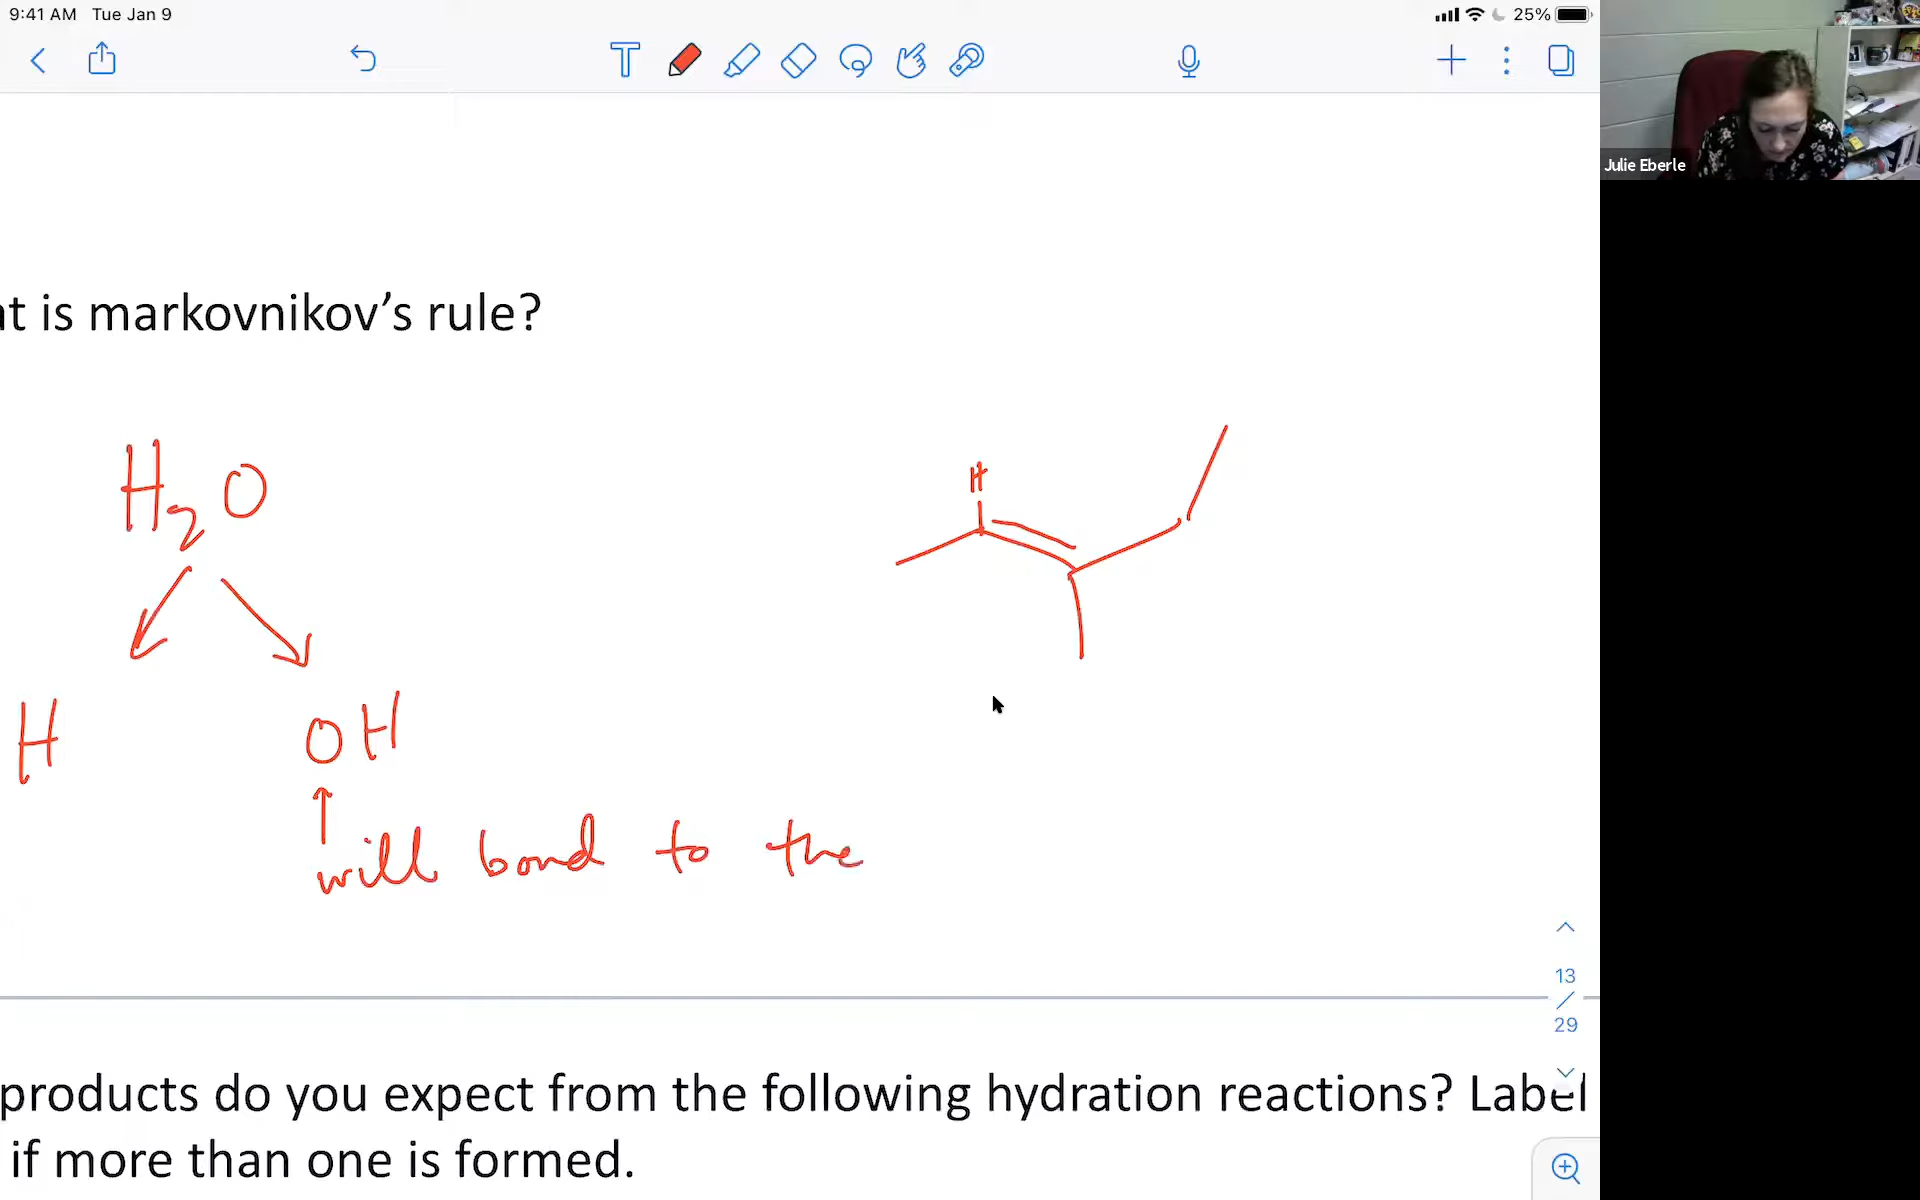 9:41 AM Tue Jan 9
25%
Julie Eberle
at is markovnikov’s rule?
H₂O
H
H OH
will bond to the
13
/
29
products do you expect from the following hydration reactions? Label
if more than one is formed.